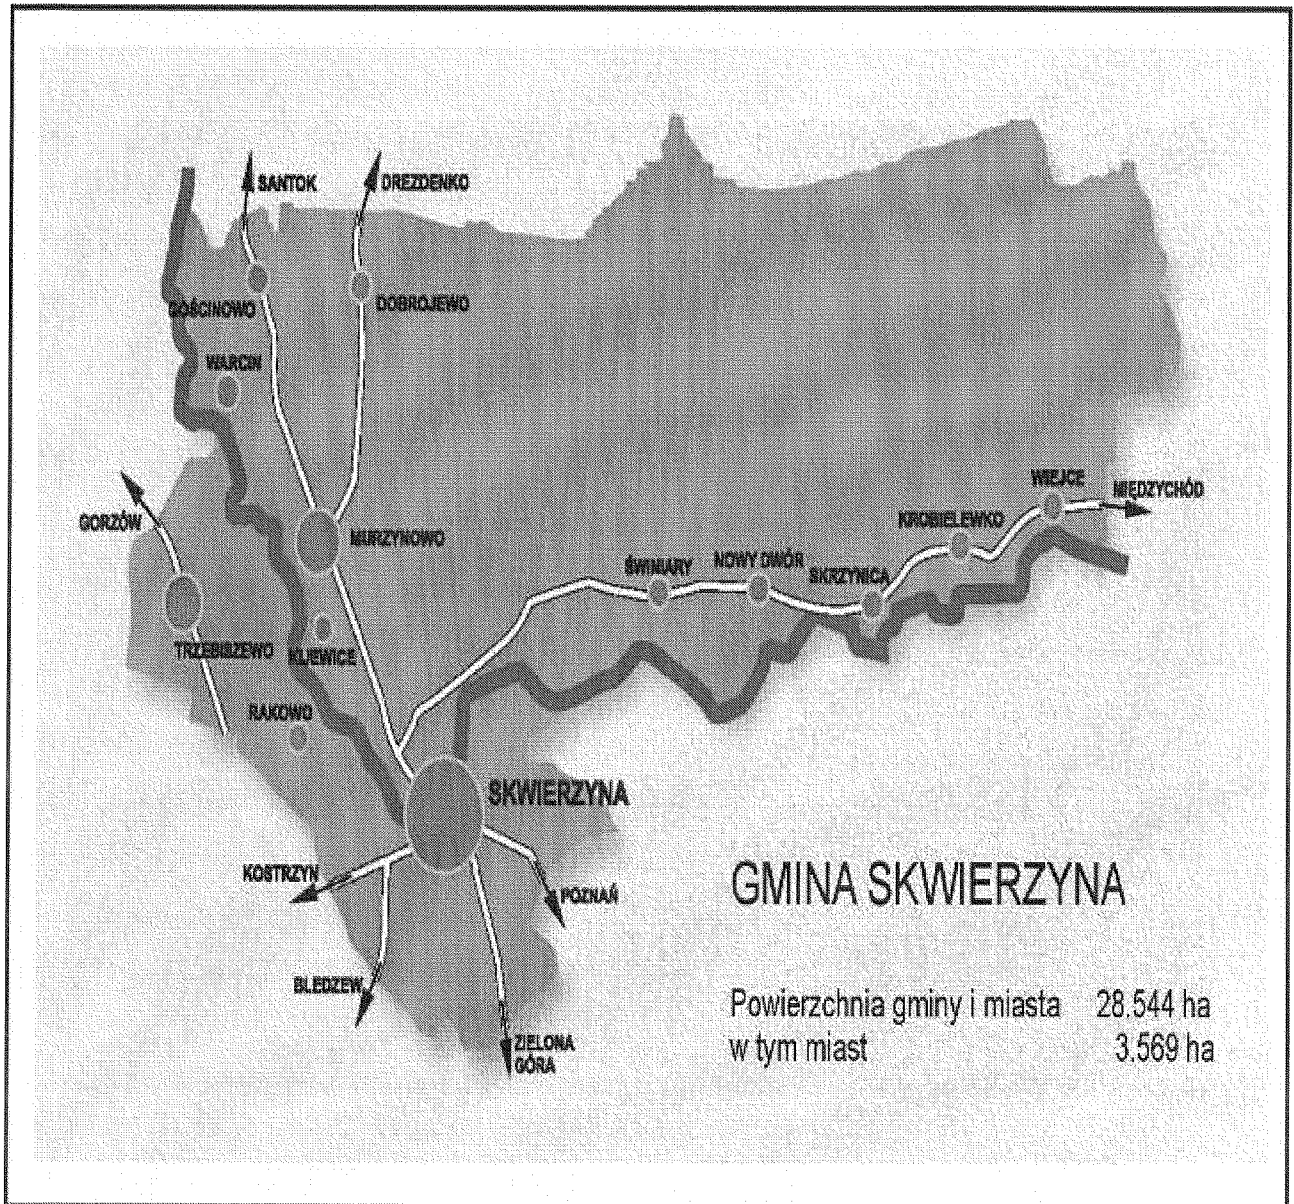 SANTOK
DREZDENKO
GOŚCINOWO
DOBROJEWO
WARCIN
GORZÓW
MURZYNOWO
WIEJCE
MIĘDZYCHÓD
KROBIELEWKO
ŚWINIARY
NOWY DWÓR
SKRZYNICA
TRZEBISZEWO
KIJEWICE
RAKOWO
SKWIERZYNA
KOSTRZYN
POZNAŃ
BLEDZEW
ZIELONA
GÓRA
GMINA SKWIERZYNA
Powierzchnia gminy i miasta 28.544 ha
w tym miast 3.569 ha